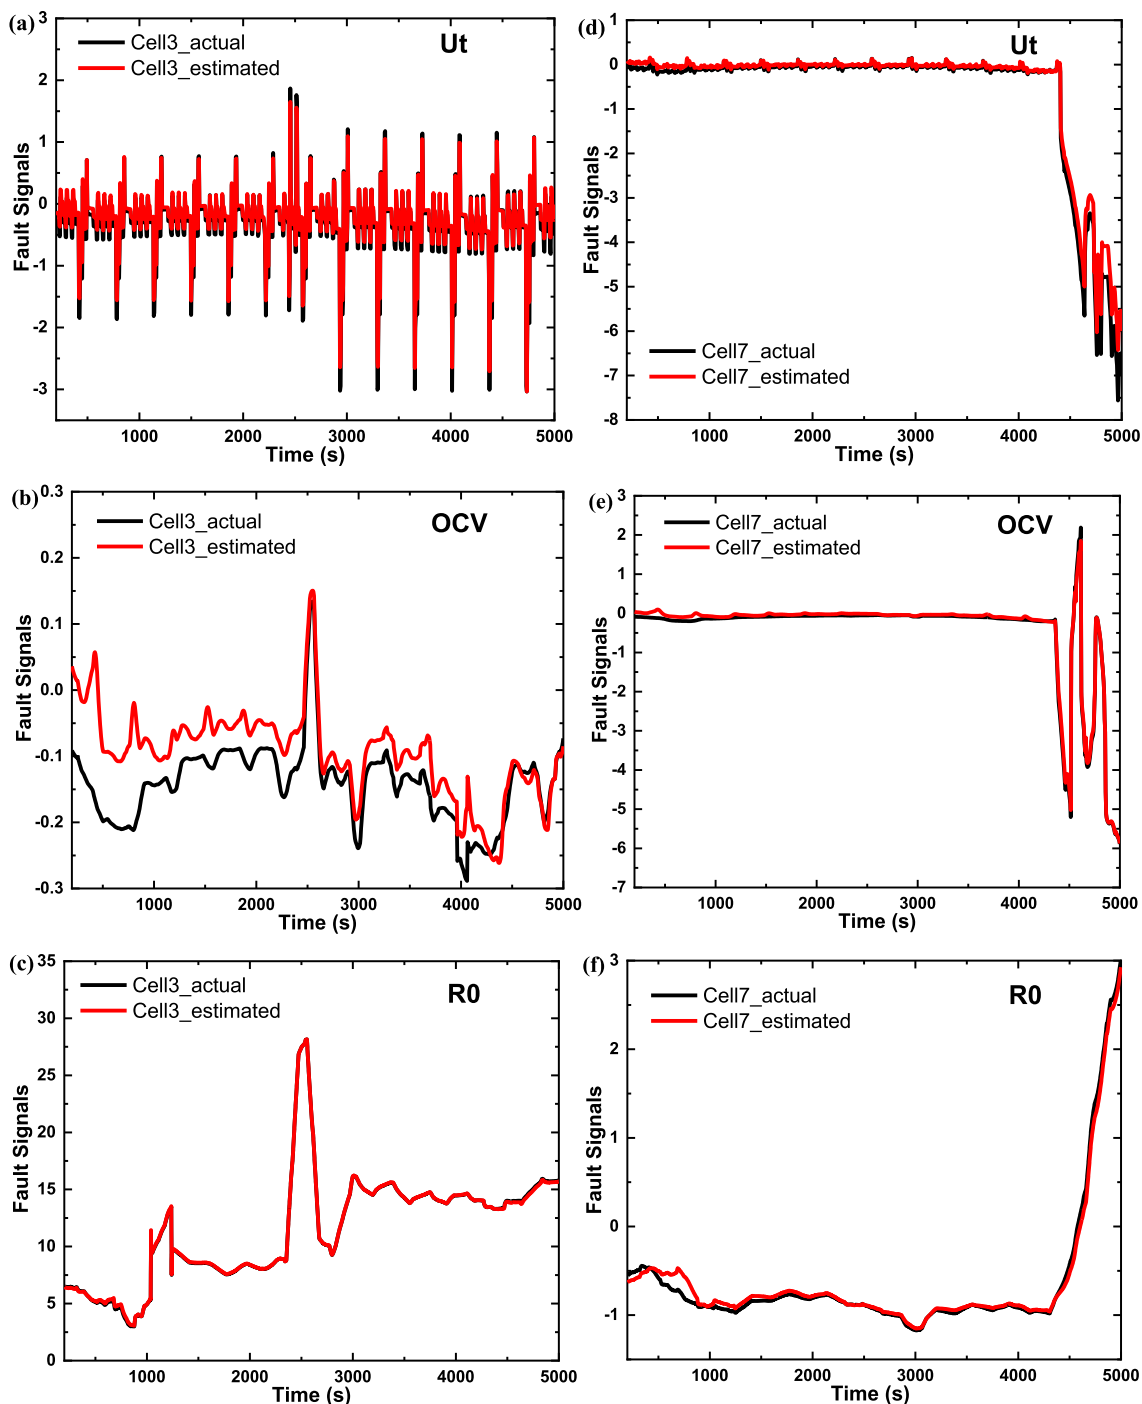 (a)
Ut
Cell3_actual
Cell3_estimated
3
2
1
0
-1
-2
-3
Fault Signals
1000 2000 3000 4000 5000
Time (s)
(d)
Ut
1
0
-1
-2
-3
-4
-5
-6
-7
-8
Fault Signals
Cell7_actual
Cell7_estimated
1000 2000 3000 4000 5000
Time (s)
(b)
OCV
Cell3_actual
Cell3_estimated
0.3
0.2
0.1
0.0
-0.1
-0.2
-0.3
Fault Signals
1000 2000 3000 4000 5000
Time (s)
(e)
OCV
Cell7_actual
Cell7_estimated
3
2
1
0
-1
-2
-3
-4
-5
-6
-7
Fault Signals
1000 2000 3000 4000 5000
Time (s)
(c)
R0
Cell3_actual
Cell3_estimated
35
30
25
20
15
10
5
0
Fault Signals
1000 2000 3000 4000 5000
Time (s)
(f)
R0
Cell7_actual
Cell7_estimated
3
2
1
0
-1
Fault Signals
1000 2000 3000 4000 5000
Time (s)